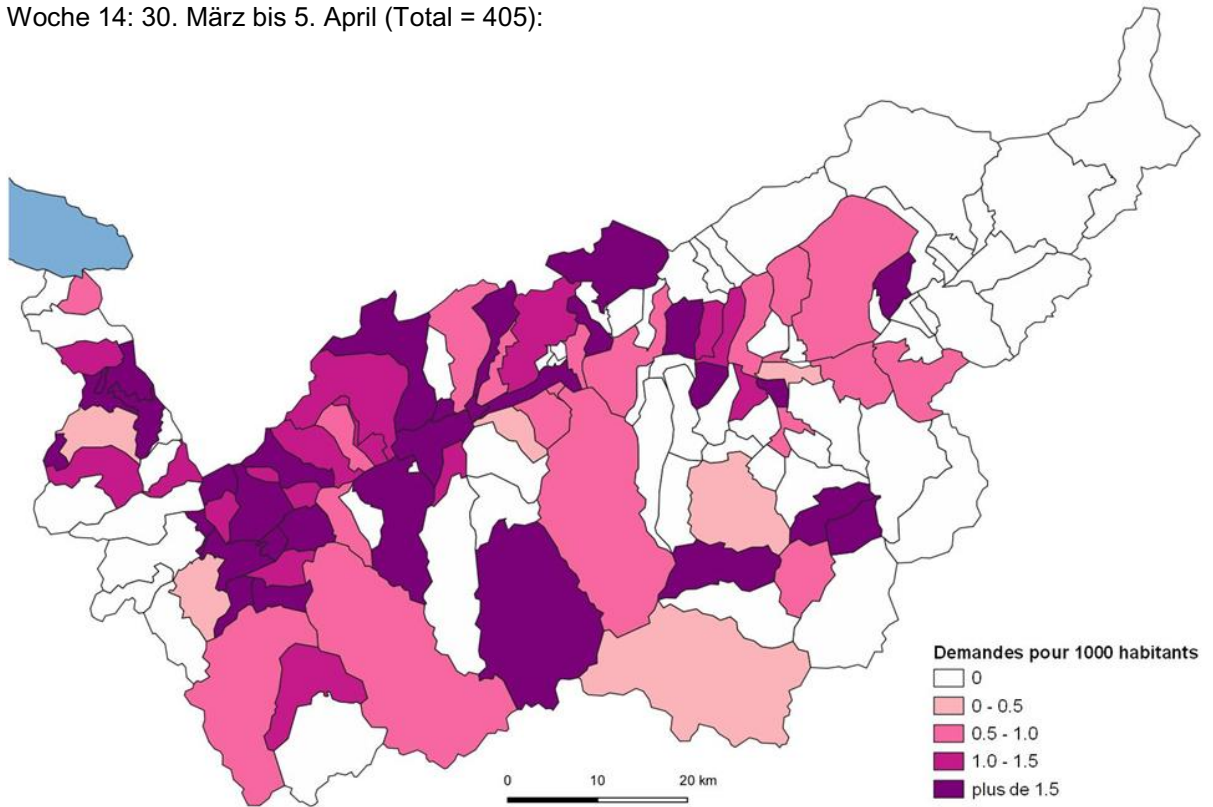 Woche 14: 30. März bis 5. April (Total = 405):
Demandes pour 1000 habitants
0
0 - 0.5
0.5 - 1.0
1.0 - 1.5
plus de 1.5
0 10 20 km